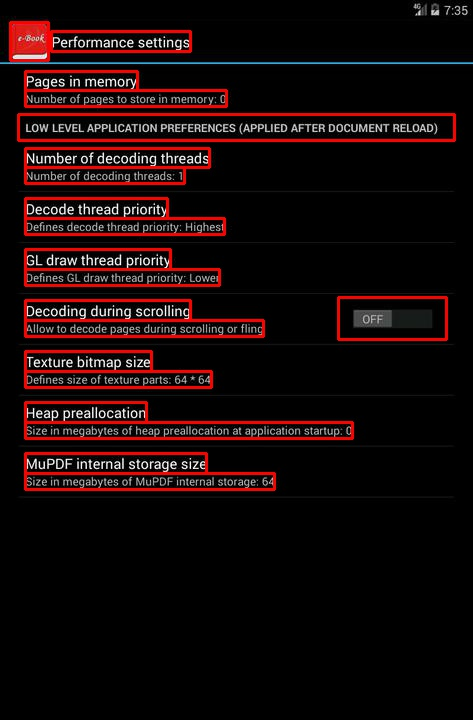 4G 7:35
e-Book Performance settings
Pages in memory
Number of pages to store in memory: 0
LOW LEVEL APPLICATION PREFERENCES (APPLIED AFTER DOCUMENT RELOAD)
Number of decoding threads
Number of decoding threads: 1
Decode thread priority
Defines decode thread priority: Highest
GL draw thread priority
Defines GL draw thread priority: Lower
Decoding during scrolling
Allow to decode pages during scrolling or fling
OFF
Texture bitmap size
Defines size of texture parts: 64 * 64
Heap preallocation
Size in megabytes of heap preallocation at application startup: 0
MuPDF internal storage size
Size in megabytes of MuPDF internal storage: 64